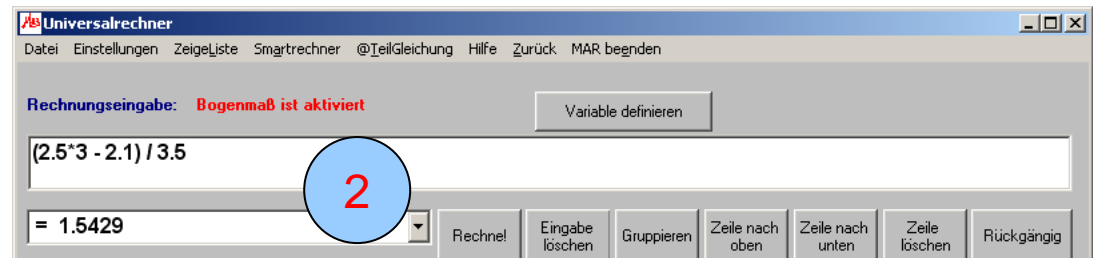 Universalrechner
Datei Einstellungen ZeigeListe Smartrechner @TeilGleichung Hilfe Zurück MAR beenden
Rechnungseingabe: Bogenmaß ist aktiviert
Variable definieren
(2.5*3 - 2.1) / 3.5
2
= 1.5429
Rechne!
Eingabe
löschen
Gruppieren
Zeile nach
oben
Zeile nach
unten
Zeile
löschen
Rückgängig